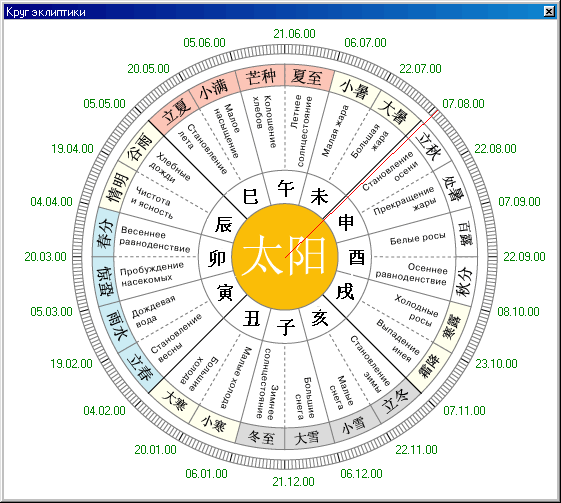 Круг эклиптики
21.06.00
06.07.00
22.07.00
07.08.00
22.08.00
07.09.00
22.09.00
08.10.00
23.10.00
07.11.00
22.11.00
06.12.00
21.12.00
06.01.00
20.01.00
04.02.00
19.02.00
05.03.00
20.03.00
04.04.00
19.04.00
05.05.00
20.05.00
05.06.00
夏至
小暑
大暑
立秋
处暑
百露
秋分
寒露
霜降
立冬
小雪
大雪
冬至
小寒
大寒
立春
雨水
惊蛰
春分
情明
谷丽
立夏
小满
芒种
Летнее
солнцестояние
Малая жара
Большая
жара
Становление
осени
Прекращение
жары
Белые росы
Осеннее
равноденствие
Холодные
росы
Выпадение
инея
Становление
зимы
Малые
снега
Большие
снега
Зимнее
солнцестояние
Малые холода
Большие
холода
Становление
весны
Дождевая
вода
Пробуждение
насекомых
Весеннее
равноденствие
Чистота
и ясность
Хлебные
дожди
Становление
лета
Малое
насыщение
Колошение
хлебов
午
未
申
酉
戌
亥
子
丑
寅
卯
辰
巳
太阳